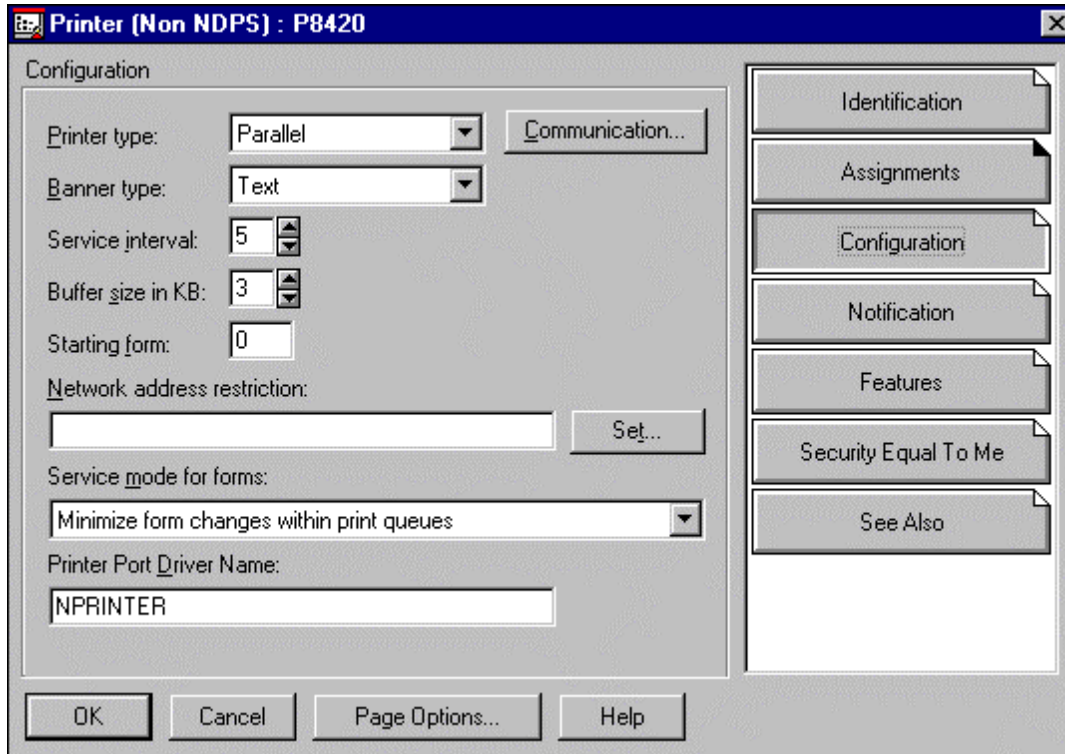 Printer (Non NDPS) : P8420
Configuration
Printer type: Parallel Communication...
Banner type: Text
Service interval: 5
Buffer size in KB: 3
Starting form: 0
Network address restriction:
Set...
Service mode for forms:
Minimize form changes within print queues
Printer Port Driver Name:
NPRINTER
Identification
Assignments
Configuration
Notification
Features
Security Equal To Me
See Also
OK Cancel Page Options... Help